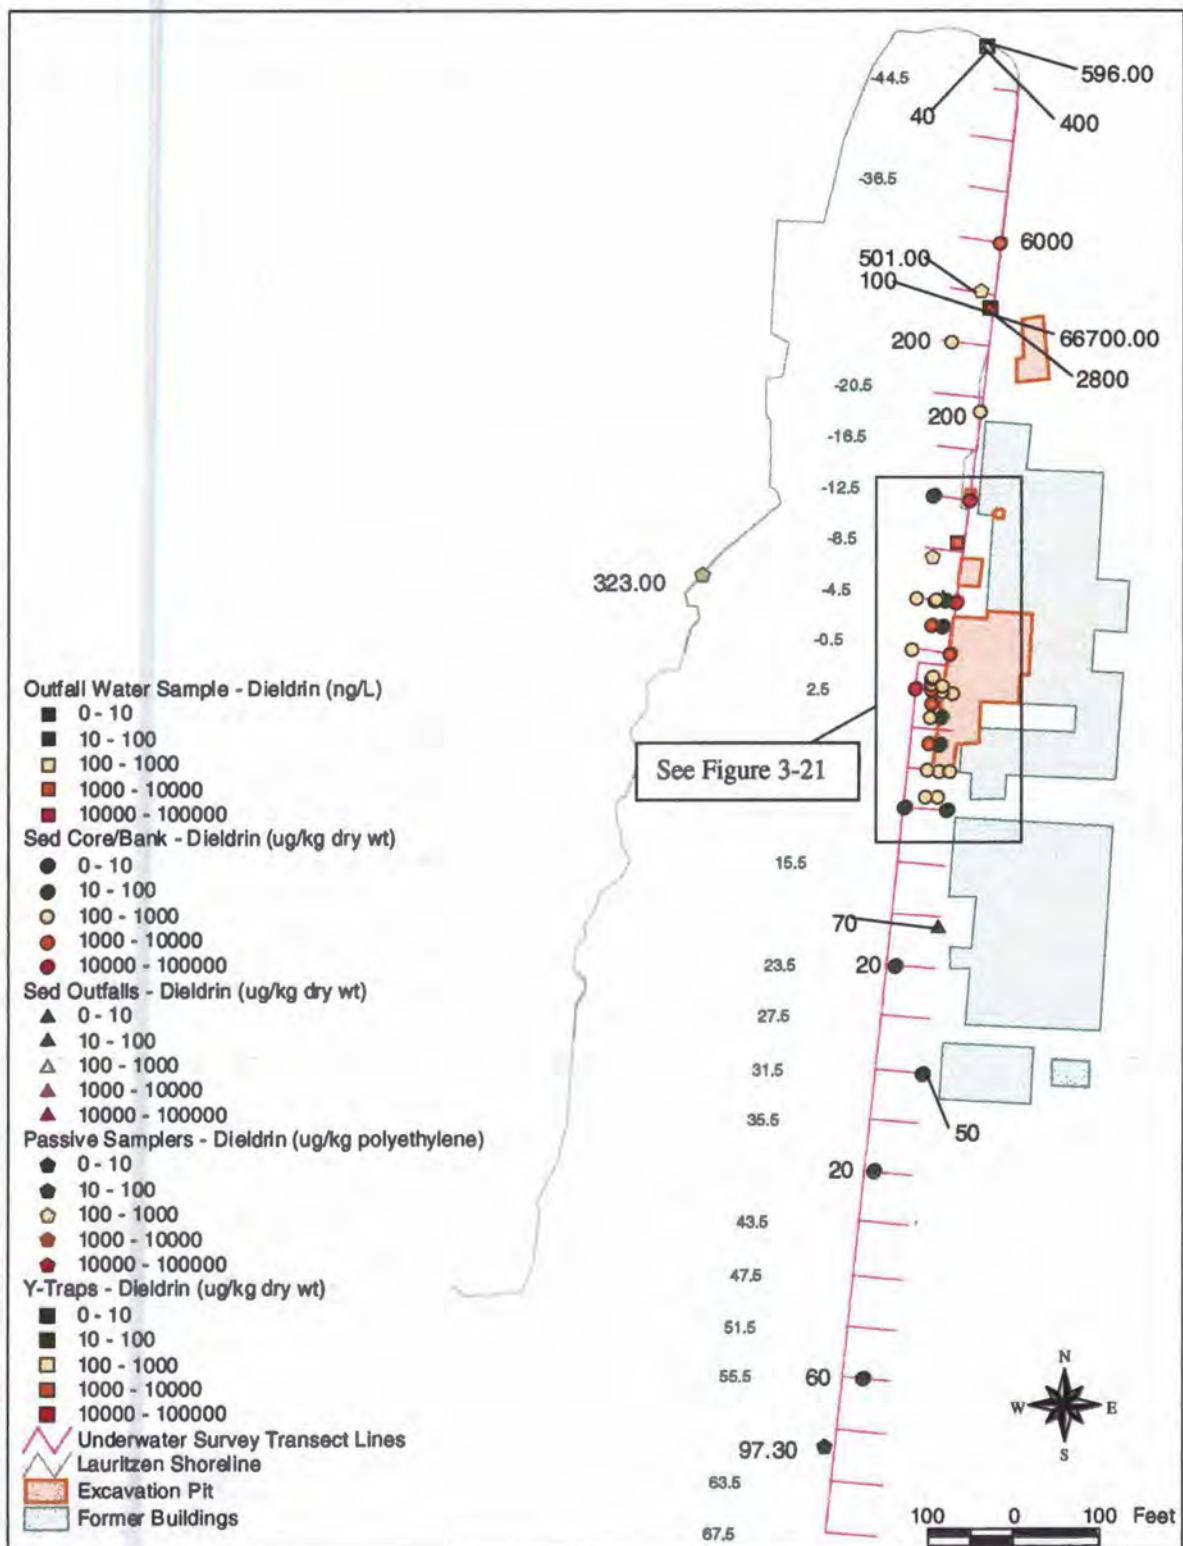 596.00
-44.5
40
400
-36.5
6000
501.00
100
66700.00
200
2800
-20.5
200
-16.5
-12.5
-8.5
323.00
-4.5
-0.5
2.5
See Figure 3-21
15.5
70
23.5
20
27.5
31.5
35.5
50
20
43.5
47.5
51.5
55.5
60
97.30
63.5
67.5
Outfall Water Sample - Dieldrin (ng/L)
0 - 10
10 - 100
100 - 1000
1000 - 10000
10000 - 100000
Sed Core/Bank - Dieldrin (ug/kg dry wt)
0 - 10
10 - 100
100 - 1000
1000 - 10000
10000 - 100000
Sed Outfalls - Dieldrin (ug/kg dry wt)
0 - 10
10 - 100
100 - 1000
1000 - 10000
10000 - 100000
Passive Samplers - Dieldrin (ug/kg polyethylene)
0 - 10
10 - 100
100 - 1000
1000 - 10000
10000 - 100000
Y-Traps - Dieldrin (ug/kg dry wt)
0 - 10
10 - 100
100 - 1000
1000 - 10000
10000 - 100000
Underwater Survey Transect Lines
Lauritzen Shoreline
Excavation Pit
Former Buildings
N
W E
S
100 0 100 Feet